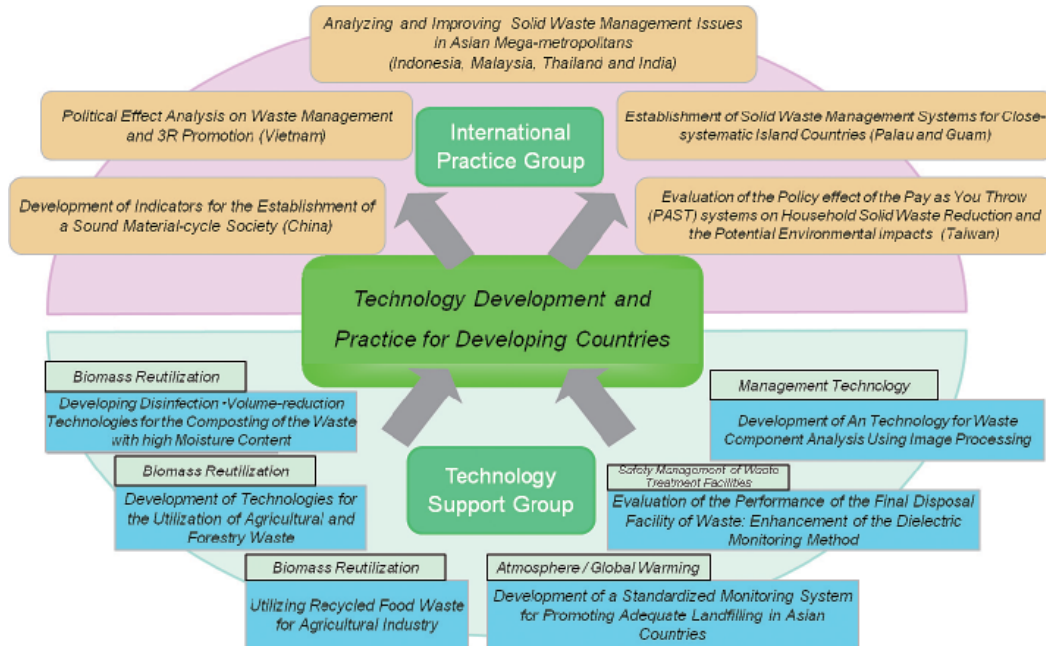 Analyzing and Improving Solid Waste Management Issues
in Asian Mega-metropolitans
(Indonesia, Malaysia, Thailand and India)
Political Effect Analysis on Waste Management
and 3R Promotion (Vietnam)
International
Practice Group
Establishment of Solid Waste Management Systems for Close-
systematic Island Countries (Palau and Guam)
Development of Indicators for the Establishment of
a Sound Material-cycle Society (China)
Evaluation of the Policy effect of the Pay as You Throw
(PAST) systems on Household Solid Waste Reduction and
the Potential Environmental impacts (Taiwan)
Technology Development and
Practice for Developing Countries
Biomass Reutilization
Developing Disinfection -Volume-reduction
Technologies for the Composting of the Waste
with high Moisture Content
Management Technology
Development of An Technology for Waste
Component Analysis Using Image Processing
Biomass Reutilization
Development of Technologies for
the Utilization of Agricultural and
Forestry Waste
Technology
Support Group
Safety Management of Waste
Treatment Facilities
Evaluation of the Performance of the Final Disposal
Facility of Waste: Enhancement of the Dielectric
Monitoring Method
Biomass Reutilization
Utilizing Recycled Food Waste
for Agricultural Industry
Atmosphere / Global Warming
Development of a Standardized Monitoring System
for Promoting Adequate Landfilling in Asian
Countries